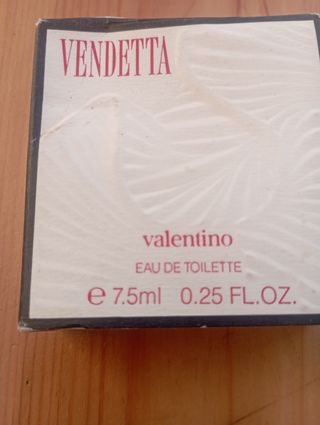 VENDETTA
valentino
EAU DE TOILETTE
℮ 7.5ml 0.25 FL.OZ.